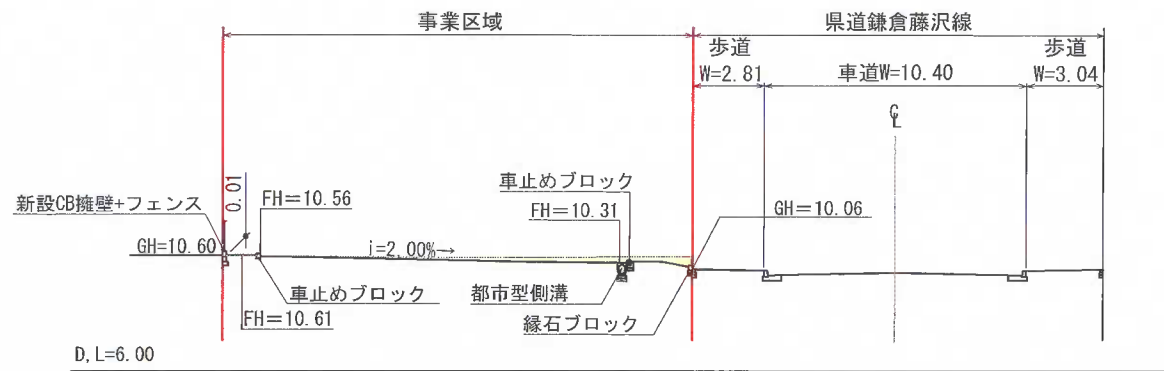 事業区域
県道鎌倉藤沢線
歩道
W=2.81
車道W=10.40
歩道
W=3.04
CL
新設CB擁壁+フェンス
0.01
FH=10.56
車止めブロック
FH=10.31
GH=10.06
GH=10.60
i=2.00%→
車止めブロック
都市型側溝
FH=10.61
縁石ブロック
D,L=6.00